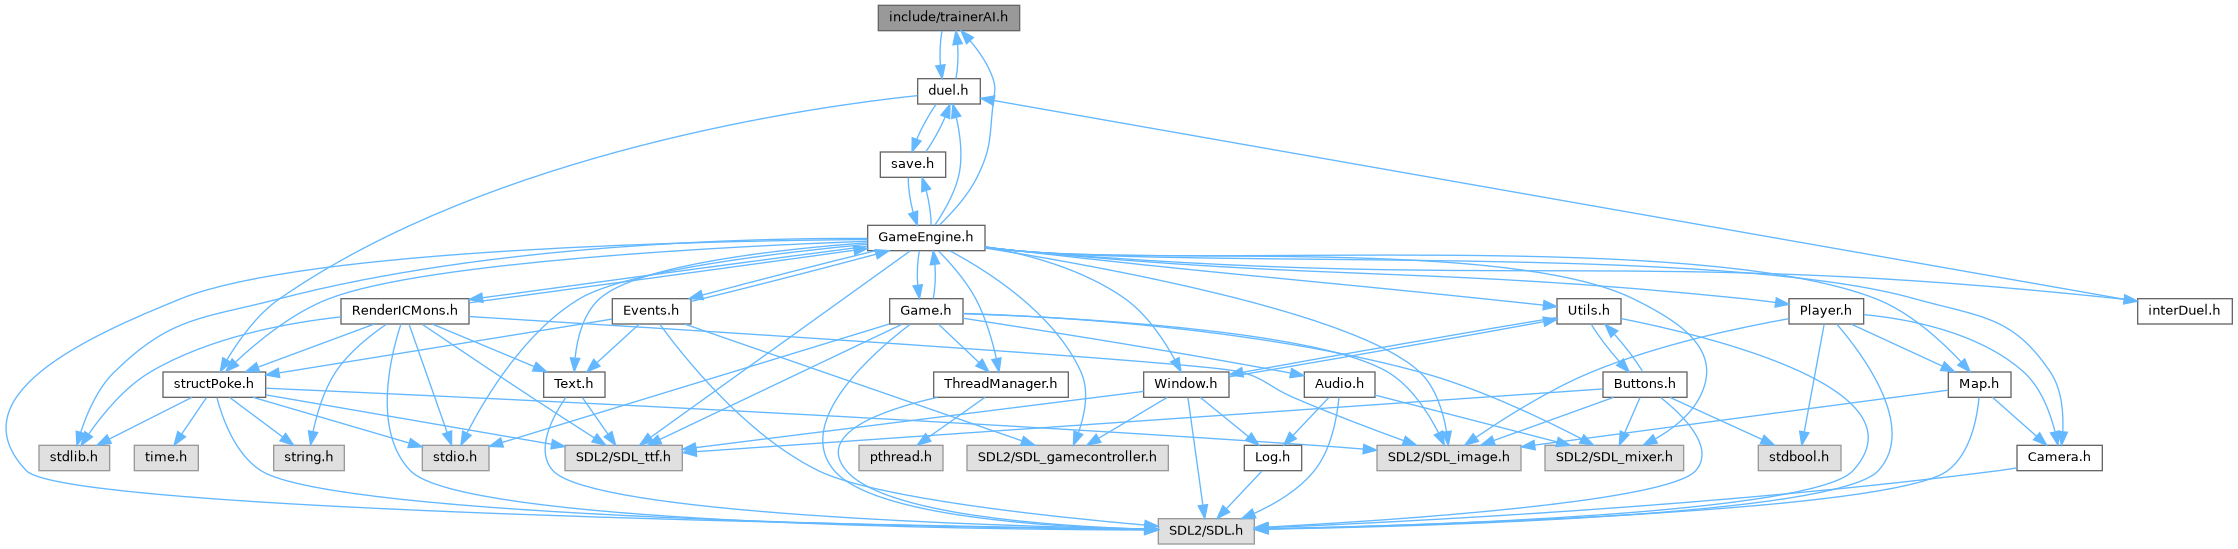 include/trainerAI.h
duel.h
save.h
GameEngine.h
RenderICMons.h
Events.h
Game.h
Utils.h
Player.h
interDuel.h
structPoke.h
Text.h
ThreadManager.h
Window.h
Audio.h
Buttons.h
Map.h
stdlib.h
time.h
string.h
stdio.h
SDL2/SDL_ttf.h
pthread.h
SDL2/SDL_gamecontroller.h
Log.h
SDL2/SDL_image.h
SDL2/SDL_mixer.h
stdbool.h
Camera.h
SDL2/SDL.h